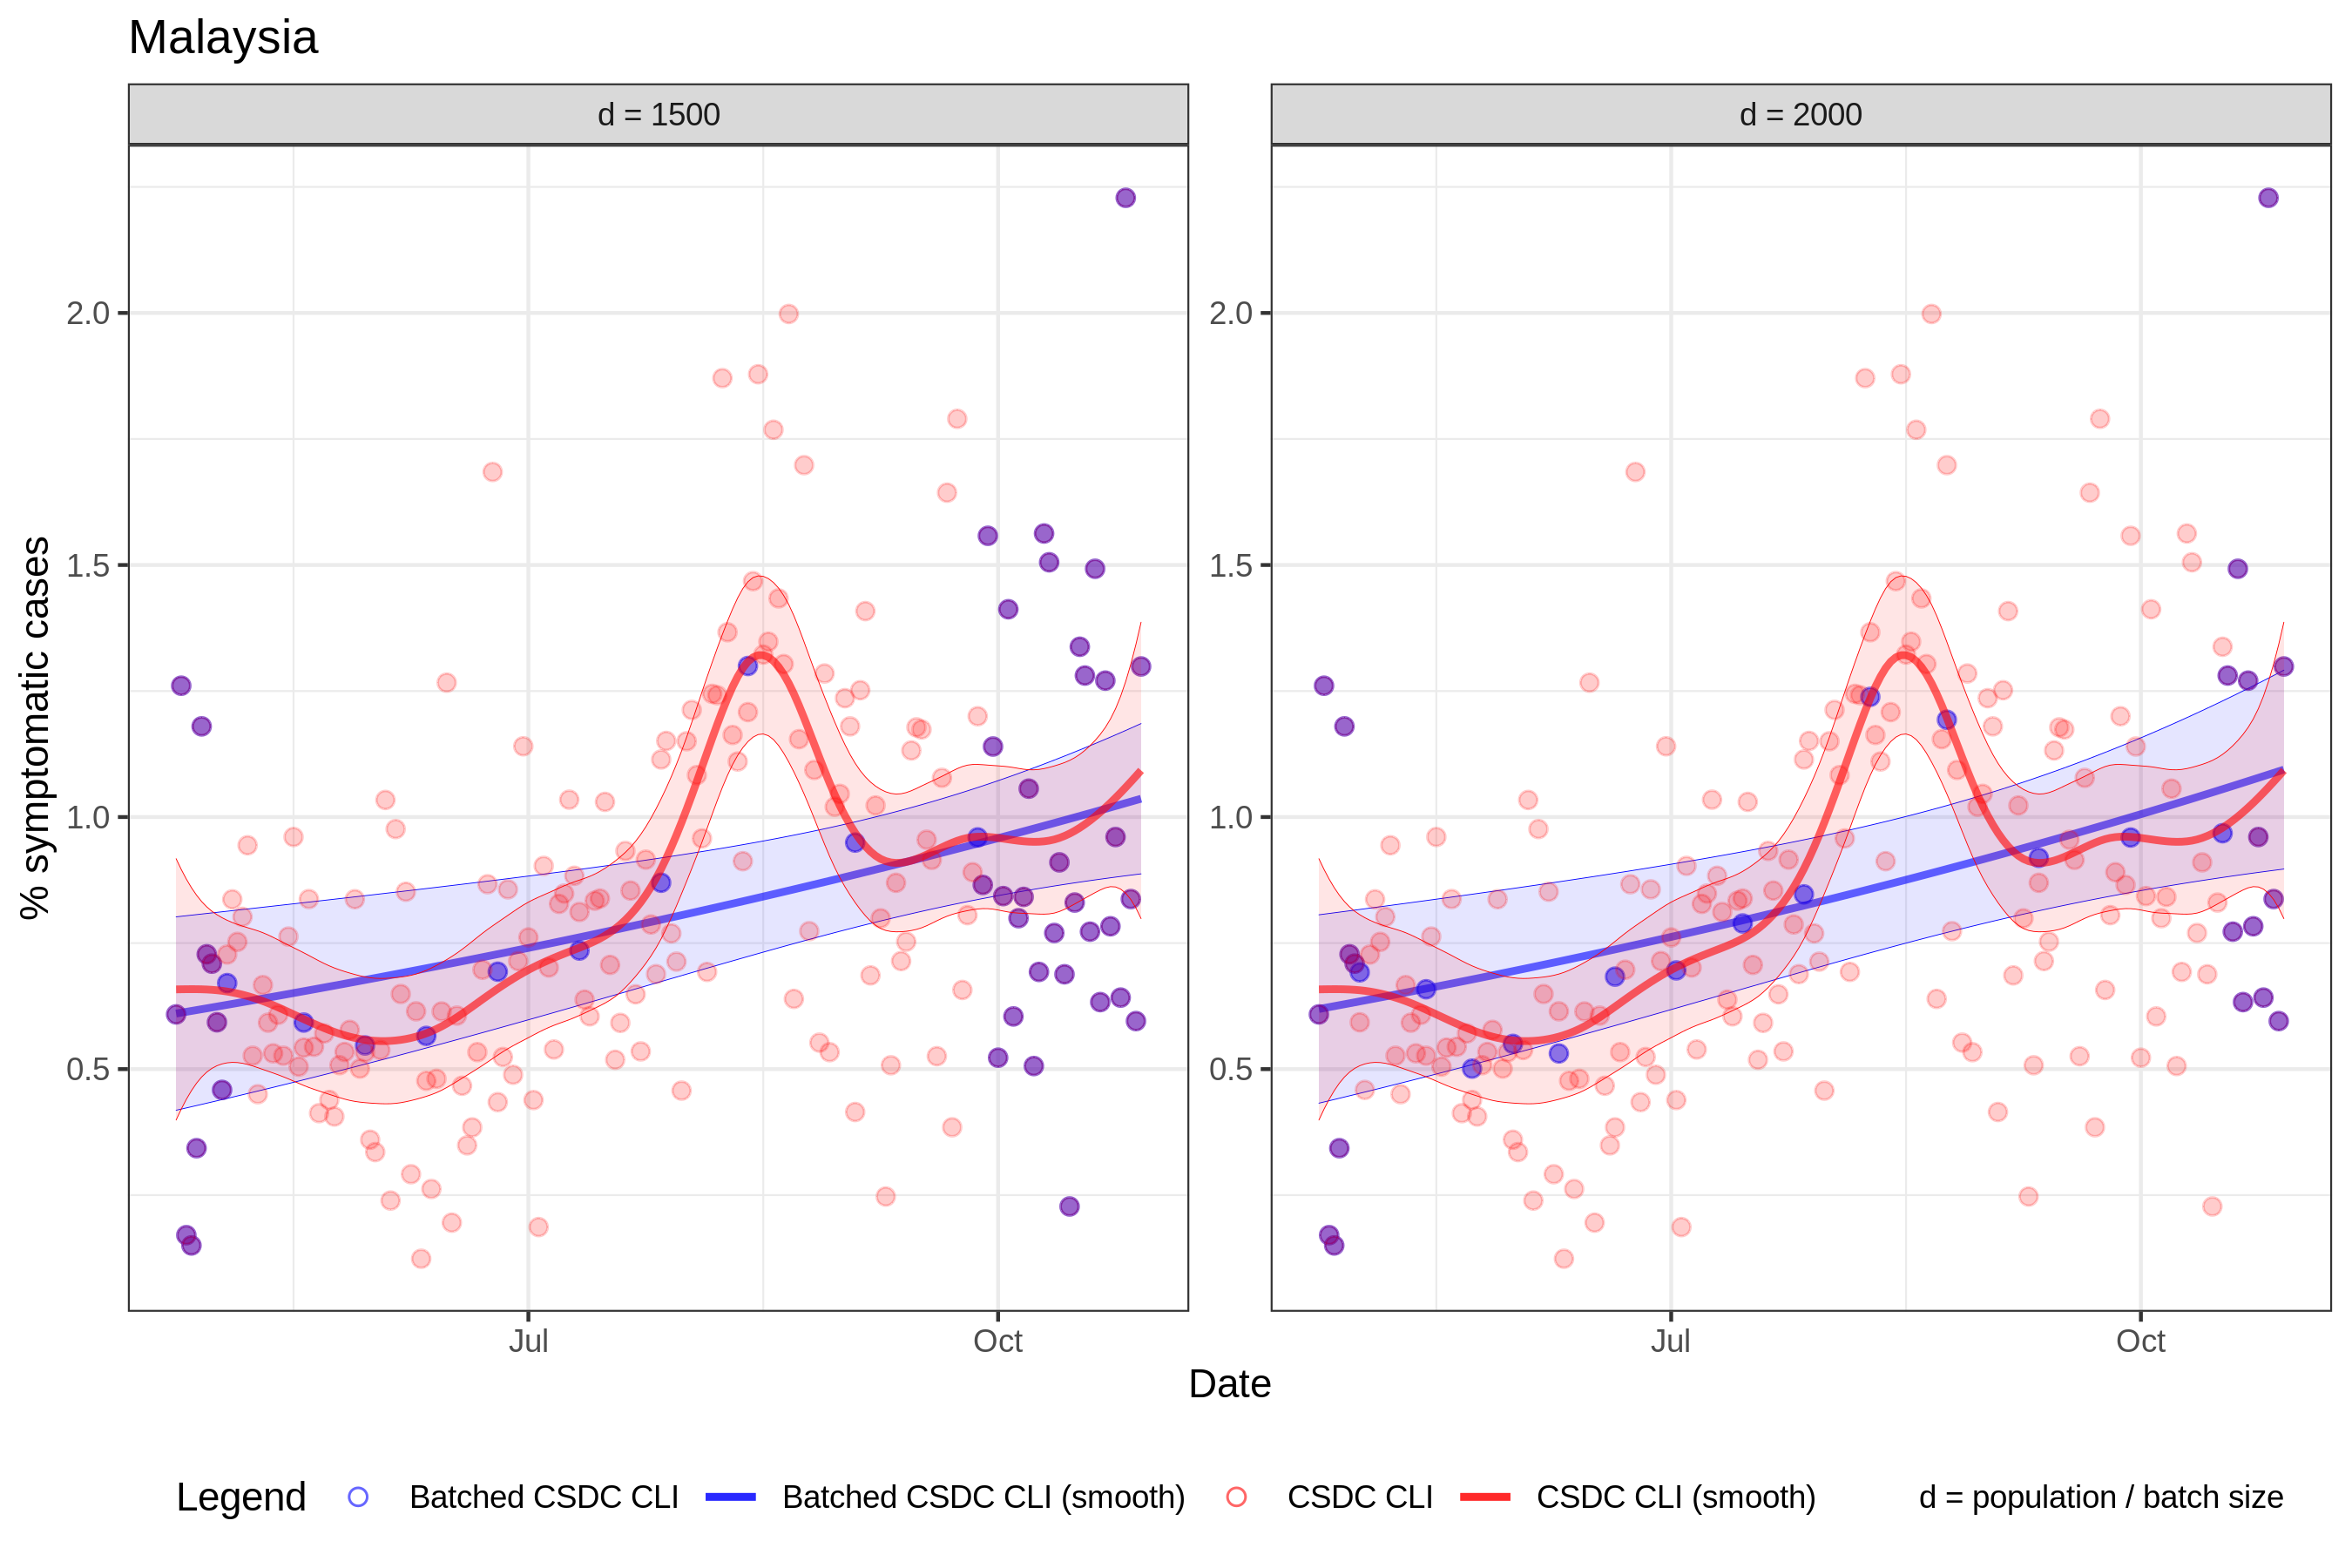 Malaysia
d = 1500
d = 2000
% symptomatic cases
2.0
1.5
1.0
0.5
2.0
1.5
1.0
0.5
Jul
Oct
Jul
Oct
Date
Legend
Batched CSDC CLI
Batched CSDC CLI (smooth)
CSDC CLI
CSDC CLI (smooth)
d = population / batch size